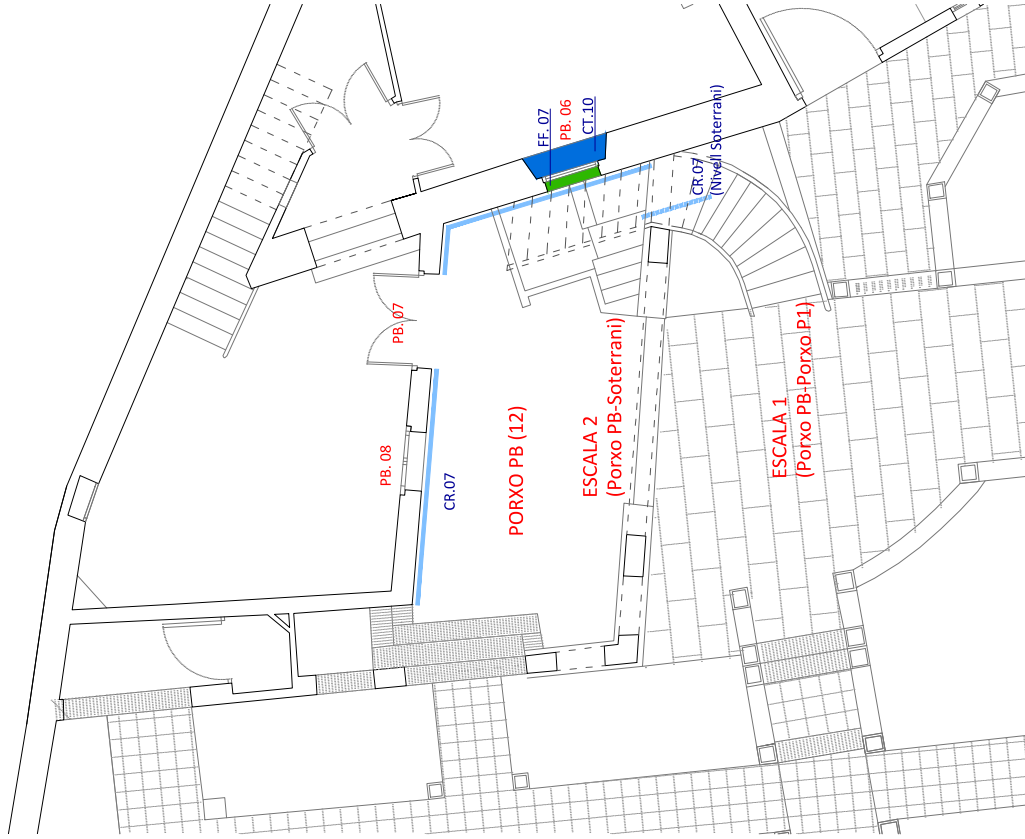 FF. 07
PB. 06
CT.10
CR.07
(Nivell Soterrani)
PB. 07
PB. 08
CR.07
PORXO PB (12)
ESCALA 2
(Porxo PB-Soterrani)
ESCALA 1
(Porxo PB-Porxo P1)